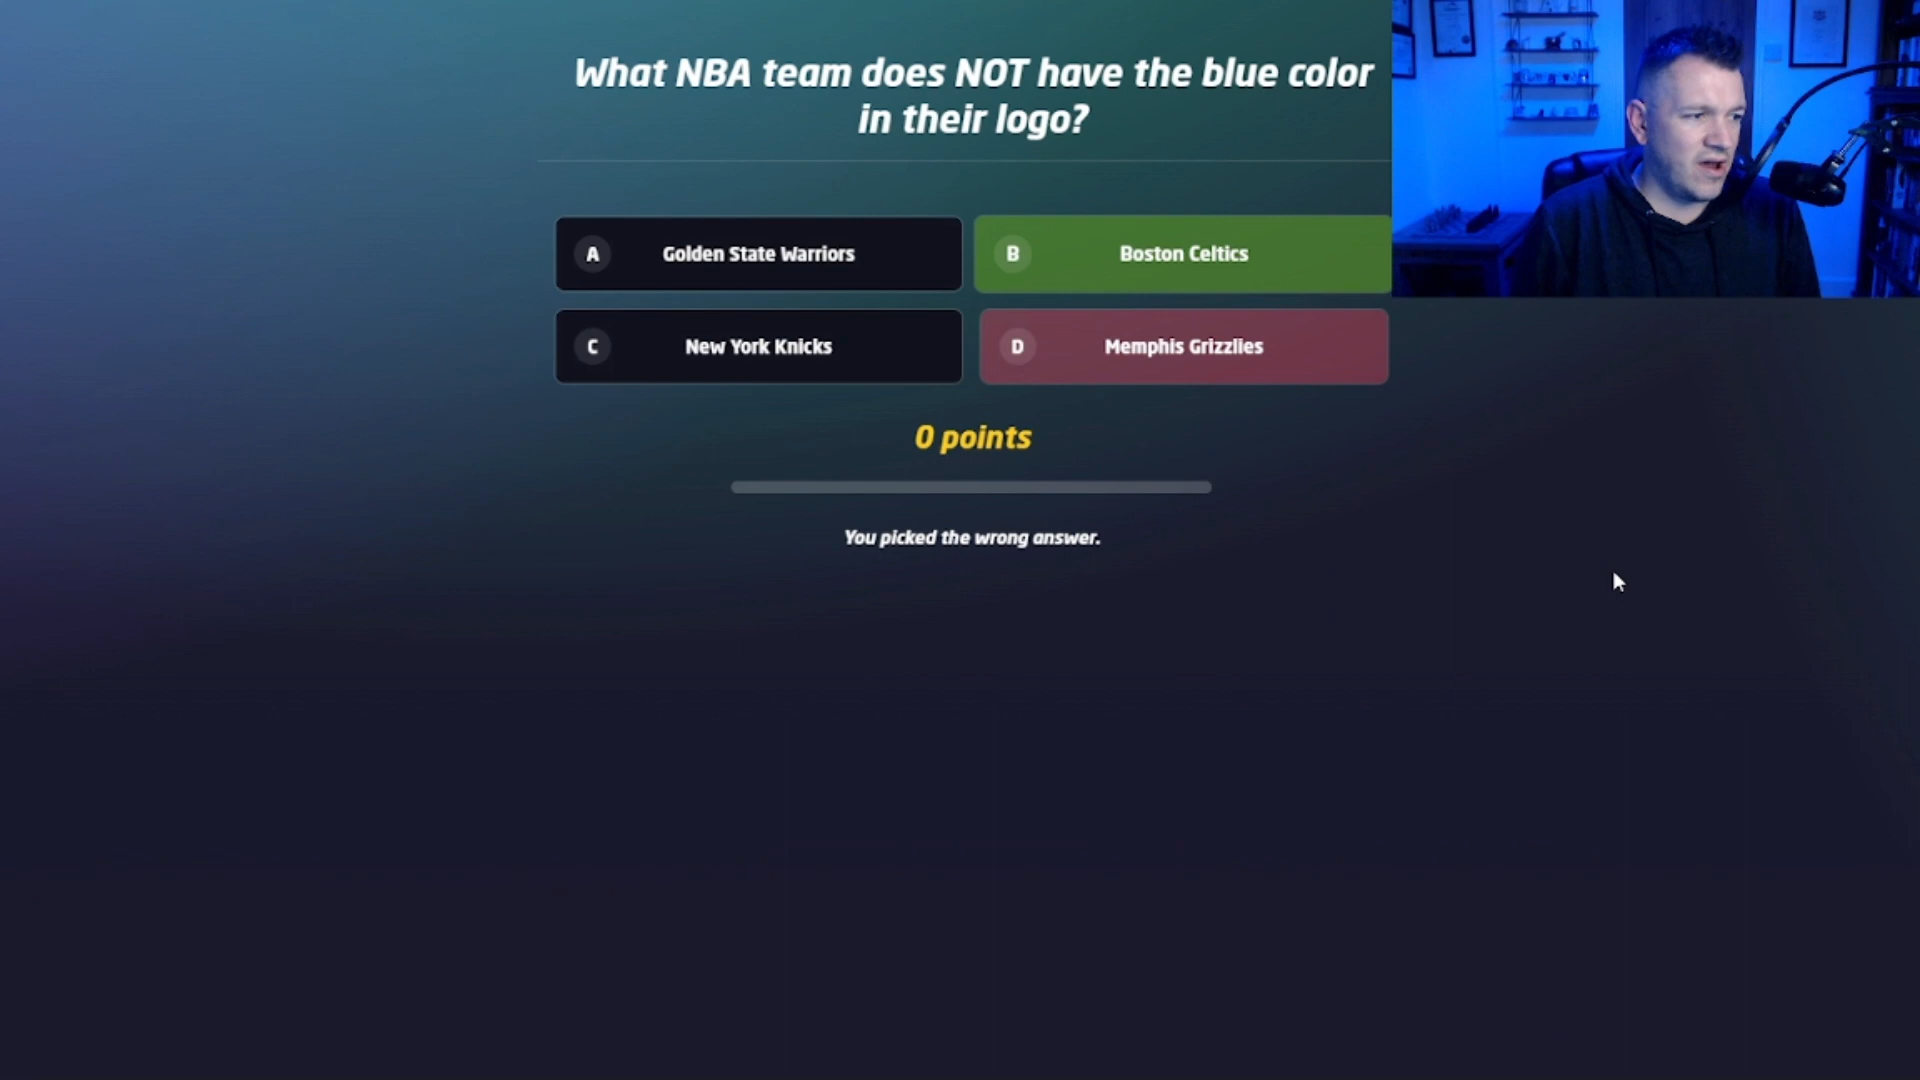 What NBA team does NOT have the blue color
in their logo?
A Golden State Warriors
B Boston Celtics
C New York Knicks
D Memphis Grizzlies
0 points
You picked the wrong answer.